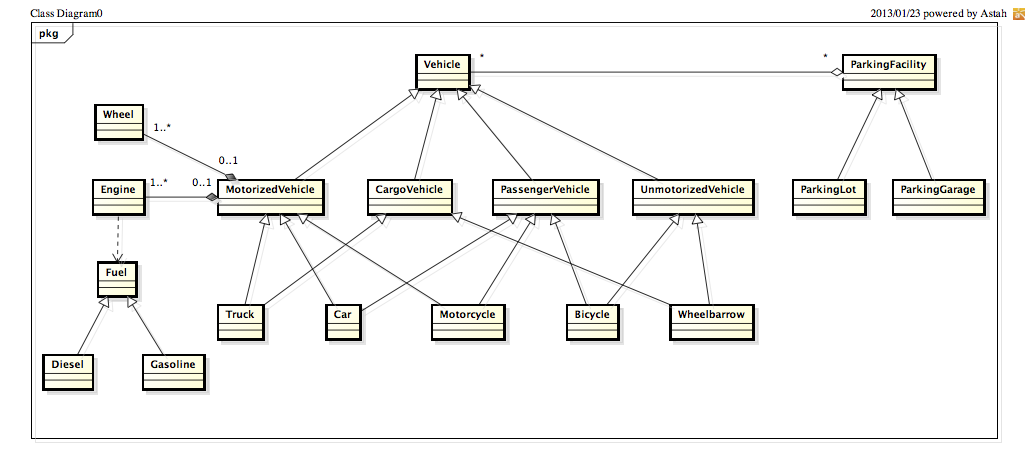 Class Diagram0
2013/01/23 powered by Astah
pkg
Vehicle
*
*
ParkingFacility
Wheel
1..*
0..1
Engine
1..*
0..1
MotorizedVehicle
CargoVehicle
PassengerVehicle
UnmotorizedVehicle
ParkingLot
ParkingGarage
Fuel
Truck
Car
Motorcycle
Bicycle
Wheelbarrow
Diesel
Gasoline